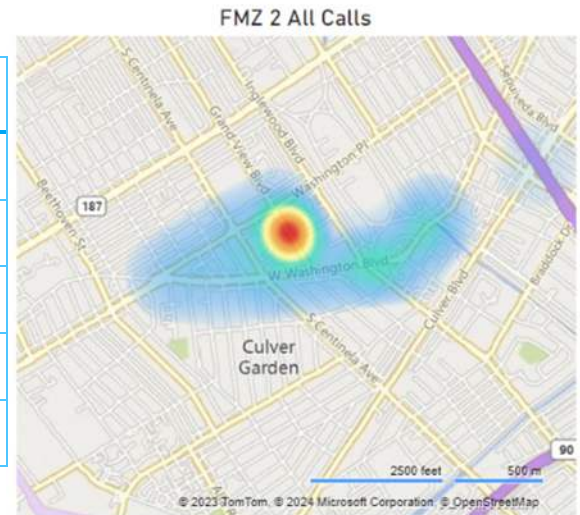 FMZ 2 All Calls
S Centinela Ave
Inglewood Blvd
Grand View Blvd
Sepulveda Blvd
Washington Pl
Beethoven St
187
W Washington Blvd
Braddock Dr
Culver Blvd
S Centinela Ave
Culver
Garden
90
2500 feet
500 m
© 2023 TomTom, © 2024 Microsoft Corporation, © OpenStreetMap